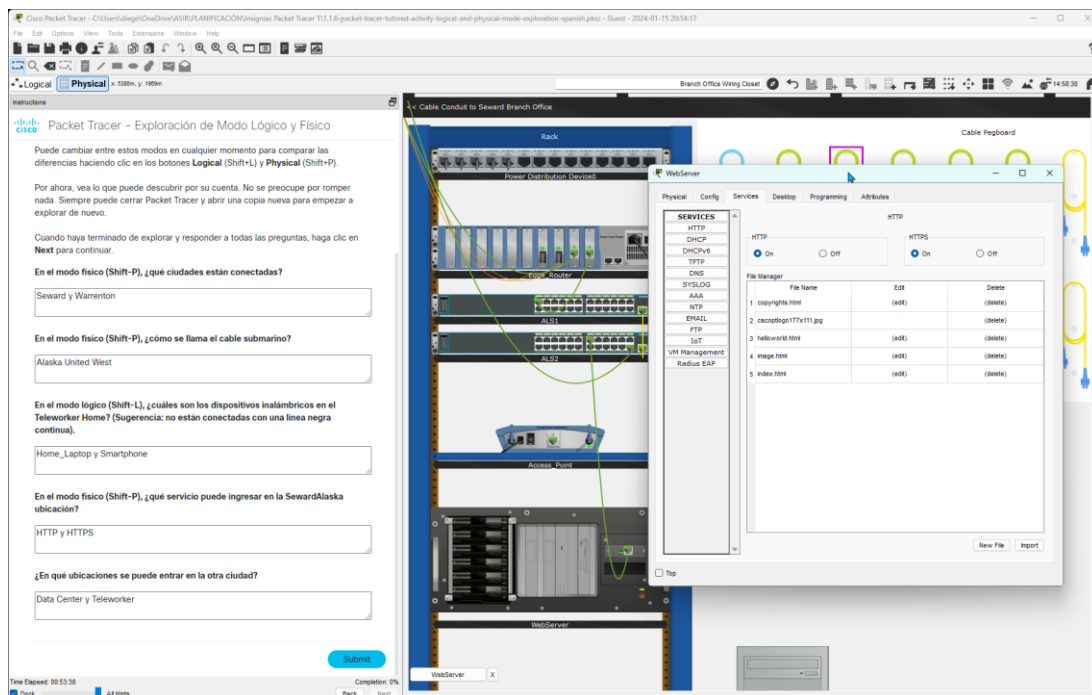 Cisco Packet Tracer - C:\Users\diego\OneDrive\ASIR\PLANIFICACIÓN\Insignias Packet Tracer 1\1.1.6-packet-tracer-tutored-activity-logical-and-physical-mode-exploration-spanish.pksz - Guest - 2024-01-15 20:54:17
File Edit Options View Tools Extensions Window Help
Logical Physical x: 5386m, y: 1969m Branch Office Wiring Closet 14:58:30
Instructions
CISCO Packet Tracer - Exploración de Modo Lógico y Físico
Puede cambiar entre estos modos en cualquier momento para comparar las
diferencias haciendo clic en los botones Logical (Shift+L) y Physical (Shift+P).
Por ahora, vea lo que puede descubrir por su cuenta. No se preocupe por romper
nada. Siempre puede cerrar Packet Tracer y abrir una copia nueva para empezar a
explorar de nuevo.
Cuando haya terminado de explorar y responder a todas las preguntas, haga clic en
Next para continuar.
En el modo físico (Shift-P), ¿qué ciudades están conectadas?
Seward y Warrenton
En el modo físico (Shift-P), ¿cómo se llama el cable submarino?
Alaska United West
En el modo lógico (Shift-L), ¿cuáles son los dispositivos inalámbricos en el
Teleworker Home? (Sugerencia: no están conectadas con una línea negra
continua).
Home_Laptop y Smartphone
En el modo físico (Shift-P), ¿qué servicio puede ingresar en la SewardAlaska
ubicación?
HTTP y HTTPS
¿En qué ubicaciones se puede entrar en la otra ciudad?
Data Center y Teleworker
Submit
Time Elapsed: 00:53:38 Completion: 0%
Dock All Hints Back Next
<< Cable Conduit to Seward Branch Office
Rack
Power Distribution Device0
Edge_Router
ALS1
ALS2
Access_Point
WebServer
WebServer X
Cable Pegboard
WebServer
Physical Config Services Desktop Programming Attributes
SERVICES
HTTP
DHCP
DHCPv6
TFTP
DNS
SYSLOG
AAA
NTP
EMAIL
FTP
IoT
VM Management
Radius EAP
HTTP
HTTP HTTPS
On Off On Off
File Manager
File Name Edit Delete
1 copyrights.html (edit) (delete)
2 cscoptlogo177x111.jpg (delete)
3 helloworld.html (edit) (delete)
4 image.html (edit) (delete)
5 index.html (edit) (delete)
New File Import
Top